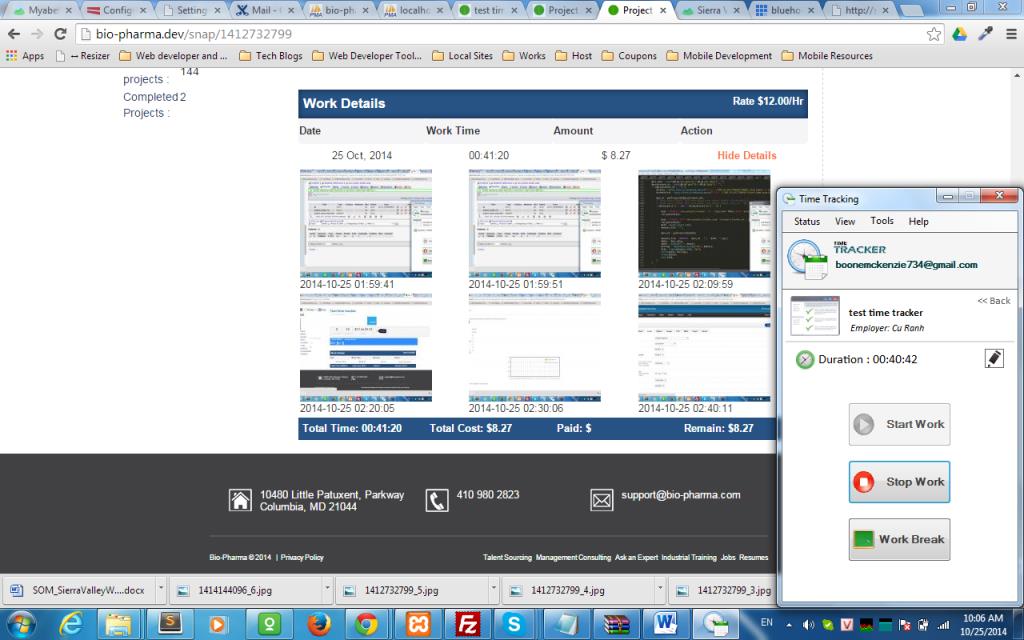 Myabe
Config
Setting
Mail -
bio-ph
localho
test tin
Project
Project
Sierra
blueho
http://
bio-pharma.dev/snap/1412732799
Apps
-- Resizer
Web developer and ...
Tech Blogs
Web Developer Tool...
Local Sites
Works
Host
Coupons
Mobile Development
Mobile Resources
projects : 144
Completed 2
Projects :
Work Details Rate $12.00/Hr
Date Work Time Amount Action
25 Oct, 2014 00:41:20 $ 8.27 Hide Details
2014-10-25 01:59:41 2014-10-25 01:59:51 2014-10-25 02:09:59
2014-10-25 02:20:05 2014-10-25 02:30:06 2014-10-25 02:40:11
Total Time: 00:41:20 Total Cost: $8.27 Paid: $ Remain: $8.27
10480 Little Patuxent, Parkway
Columbia, MD 21044
410 980 2823
support@bio-pharma.com
Bio-Pharma © 2014 | Privacy Policy
Talent Sourcing Management Consulting Ask an Expert Industrial Training Jobs Resumes
Time Tracking
Status View Tools Help
TIME
TRACKER
boonemckenzie734@gmail.com
<< Back
test time tracker
Employer: Cu Ranh
Duration : 00:40:42
Start Work
Stop Work
Work Break
SOM_SierraValleyW....docx
1414144096_6.jpg
1412732799_5.jpg
1412732799_4.jpg
1412732799_3.jpg
EN
10:06 AM
10/25/2014